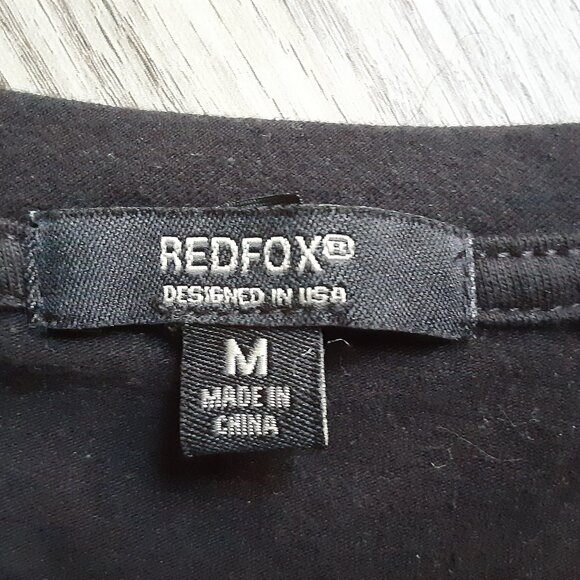 REDFOX®
DESIGNED IN USA
M
MADE IN
CHINA